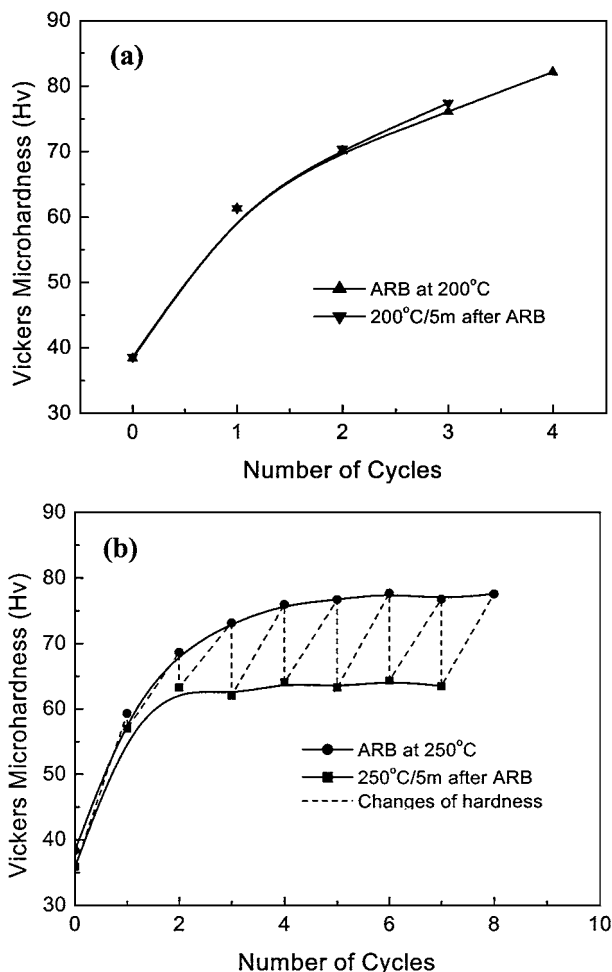 (a)
Vickers Microhardness (Hv)
90
80
70
60
50
40
30
ARB at 200°C
200°C/5m after ARB
0 1 2 3 4
Number of Cycles
(b)
Vickers Microhardness (Hv)
90
80
70
60
50
40
30
ARB at 250°C
250°C/5m after ARB
Changes of hardness
0 2 4 6 8 10
Number of Cycles